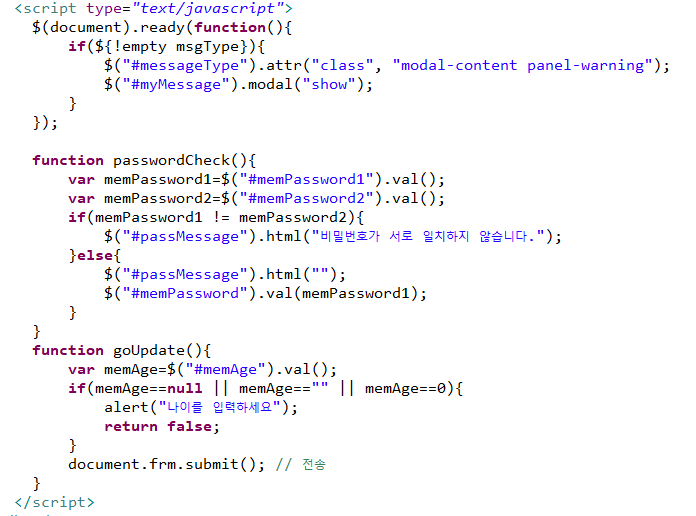 <script type="text/javascript">
$(document).ready(function(){
if(${!empty msgType}){
$("#messageType").attr("class", "modal-content panel-warning");
$("#myMessage").modal("show");
}
});
function passwordCheck(){
var memPassword1=$("#memPassword1").val();
var memPassword2=$("#memPassword2").val();
if(memPassword1 != memPassword2){
$("#passMessage").html("비밀번호가 서로 일치하지 않습니다.");
}else{
$("#passMessage").html("");
$("#memPassword").val(memPassword1);
}
}
function goUpdate(){
var memAge=$("#memAge").val();
if(memAge==null || memAge=="" || memAge==0){
alert("나이를 입력하세요");
return false;
}
document.frm.submit(); // 전송
}
</script>